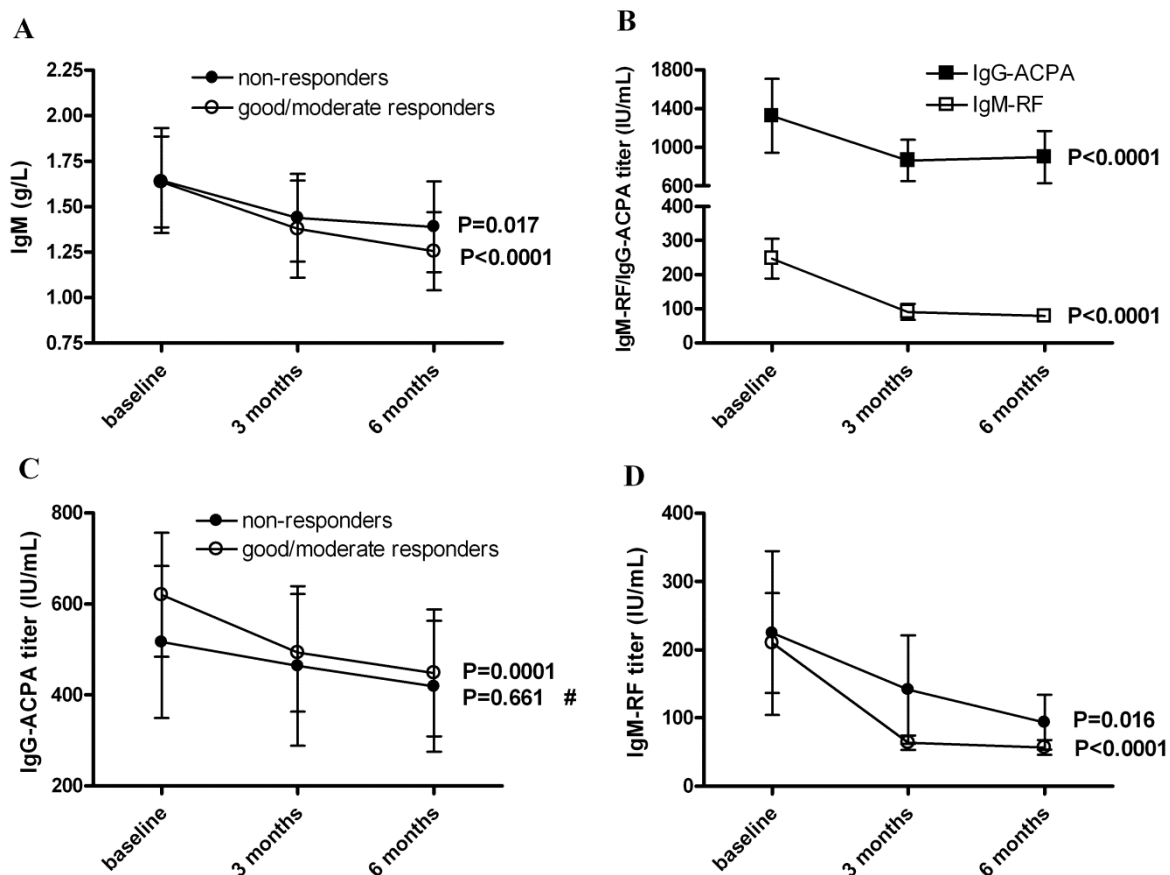 A
IgM (g/L)
2.25
2.00
1.75
1.50
1.25
1.00
0.75
non-responders
good/moderate responders
P=0.017
P<0.0001
baseline
3 months
6 months
B
IgM-RF/IgG-ACPA titer (IU/mL)
1800
1400
1000
600
400
300
200
100
0
IgG-ACPA
IgM-RF
P<0.0001
P<0.0001
baseline
3 months
6 months
C
IgG-ACPA titer (IU/mL)
800
600
400
200
non-responders
good/moderate responders
P=0.0001
P=0.661 #
baseline
3 months
6 months
D
IgM-RF titer (IU/mL)
400
300
200
100
0
P=0.016
P<0.0001
baseline
3 months
6 months